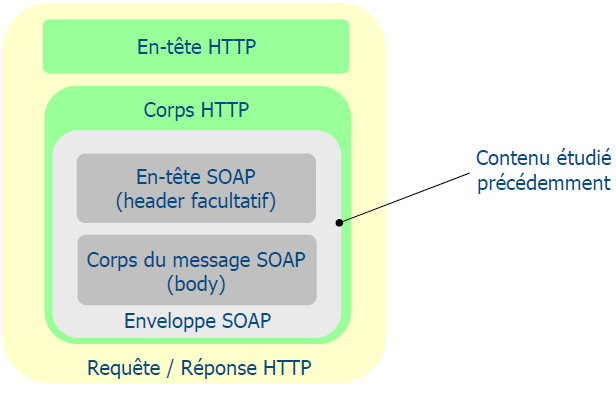 En-tête HTTP
Corps HTTP
En-tête SOAP
(header facultatif)
Corps du message SOAP
(body)
Enveloppe SOAP
Requête / Réponse HTTP
Contenu étudié
précédemment